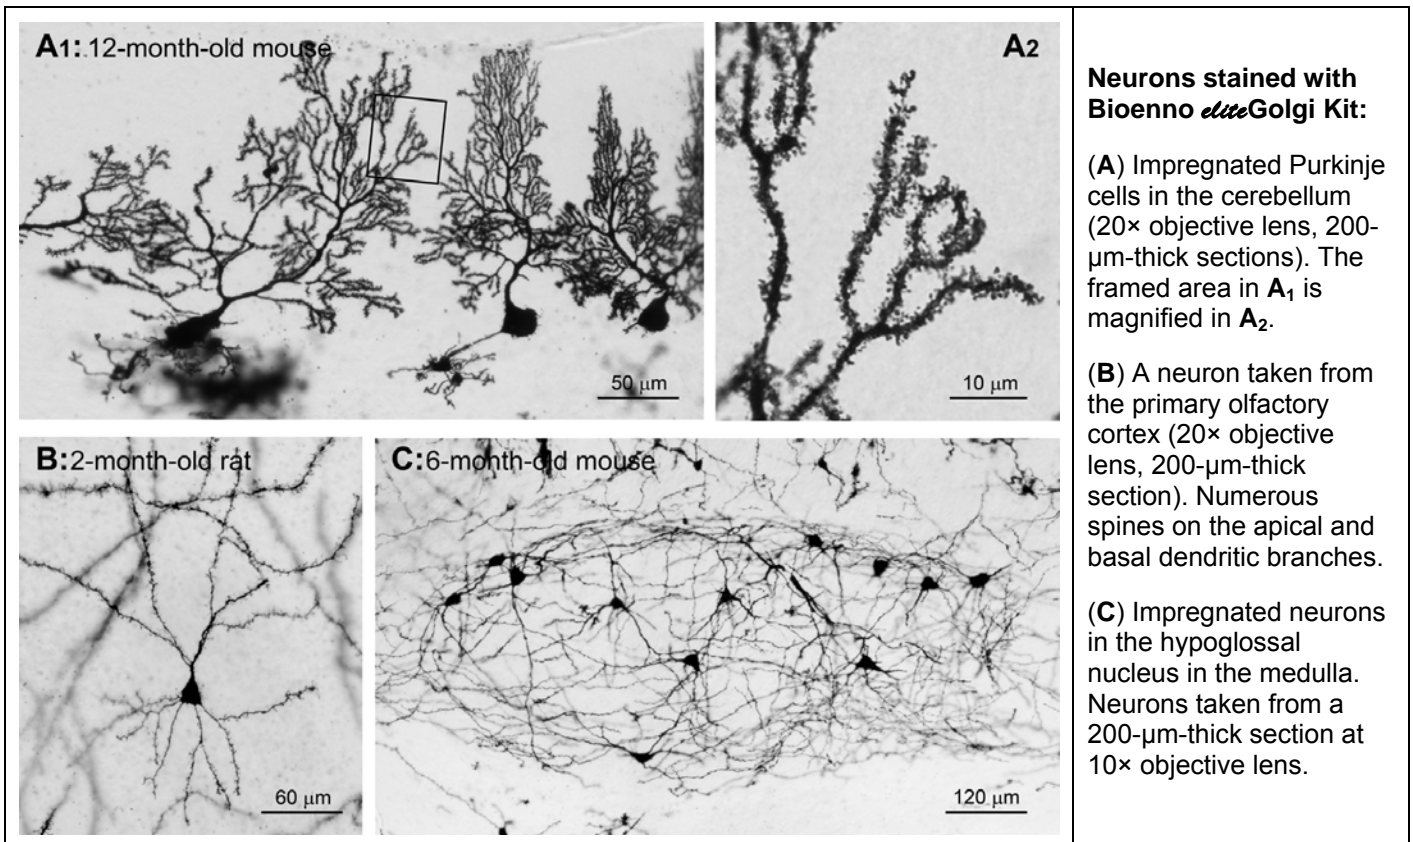 A1: 12-month-old mouse
50 µm
A2
10 µm
B:2-month-old rat
60 µm
C:6-month-old mouse
120 µm
Neurons stained with
Bioenno eliteGolgi Kit:
(A) Impregnated Purkinje
cells in the cerebellum
(20× objective lens, 200-
µm-thick sections). The
framed area in A1 is
magnified in A2.
(B) A neuron taken from
the primary olfactory
cortex (20× objective
lens, 200-µm-thick
section). Numerous
spines on the apical and
basal dendritic branches.
(C) Impregnated neurons
in the hypoglossal
nucleus in the medulla.
Neurons taken from a
200-µm-thick section at
10× objective lens.